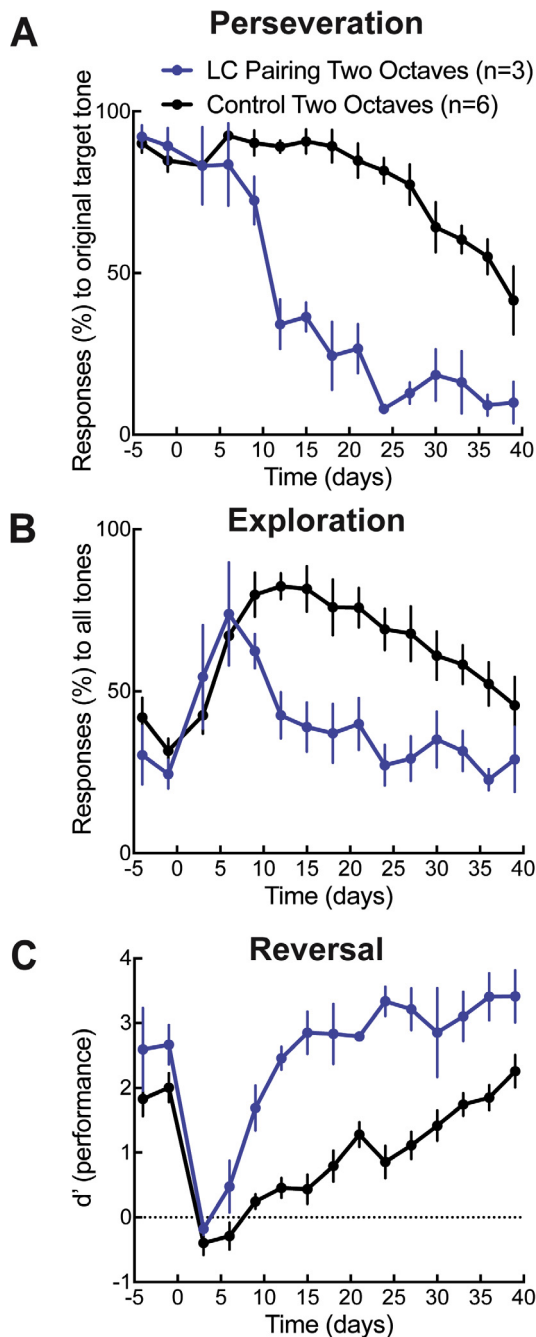 A
Perseveration
LC Pairing Two Octaves (n=3)
Control Two Octaves (n=6)
Responses (%) to original target tone
100
50
0
-5 0 5 10 15 20 25 30 35 40
Time (days)
B
Exploration
Responses (%) to all tones
100
50
0
-5 0 5 10 15 20 25 30 35 40
Time (days)
C
Reversal
d' (performance)
4
3
2
1
0
-1
-5 0 5 10 15 20 25 30 35 40
Time (days)